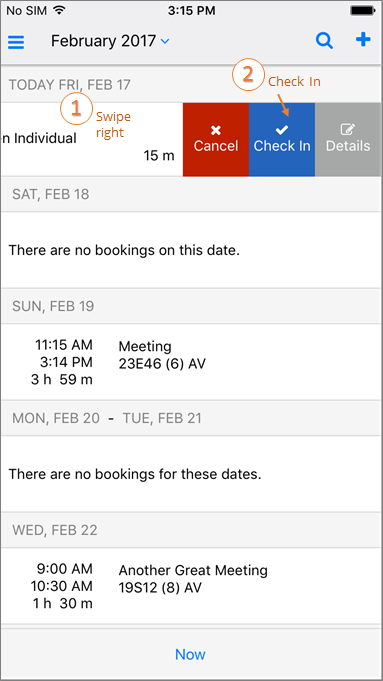 No SIM 3:15 PM
February 2017
TODAY FRI, FEB 17
2 Check In
1 Swipe
right
n Individual
15 m
Cancel
Check In
Details
SAT, FEB 18
There are no bookings on this date.
SUN, FEB 19
11:15 AM Meeting
3:14 PM 23E46 (6) AV
3 h 59 m
MON, FEB 20 - TUE, FEB 21
There are no bookings for these dates.
WED, FEB 22
9:00 AM Another Great Meeting
10:30 AM 19S12 (8) AV
1 h 30 m
Now